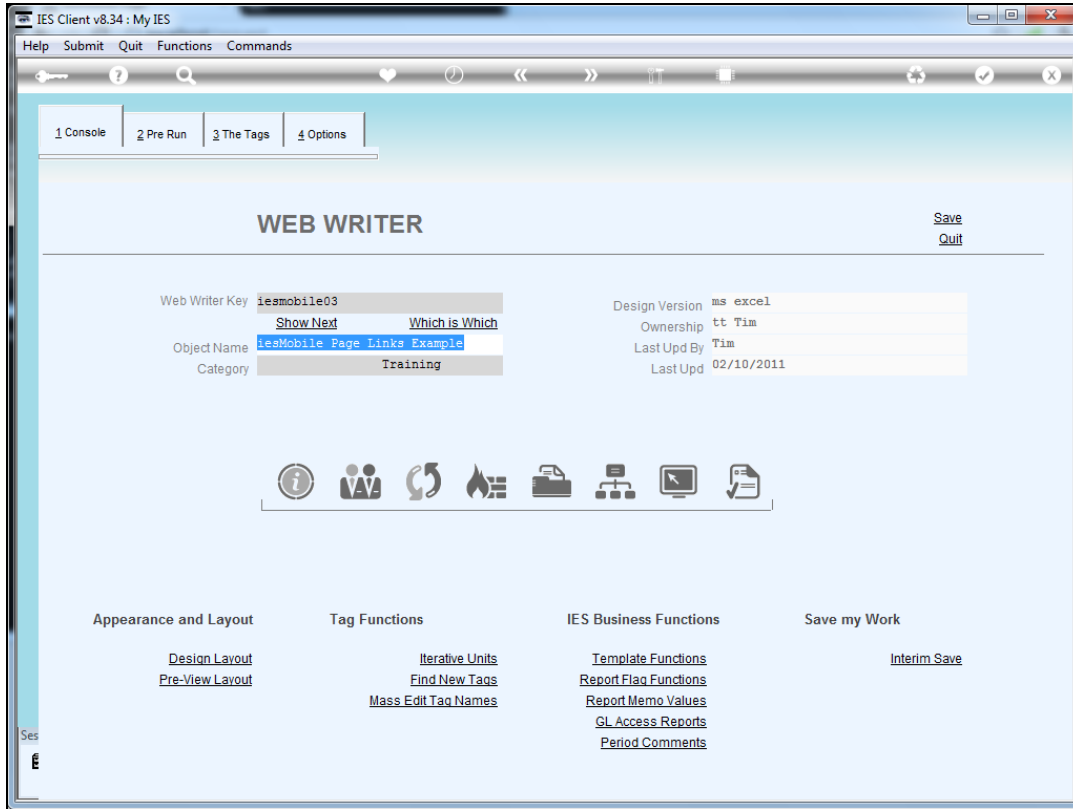 IES Client v8.34 : My IES
Help Submit Quit Functions Commands
1 Console 2 Pre Run 3 The Tags 4 Options
WEB WRITER
Save
Quit
Web Writer Key iesmobile03
Show Next Which is Which
Object Name iesMobile Page Links Example
Category Training
Design Version ms excel
Ownership tt Tim
Last Upd By Tim
Last Upd 02/10/2011
Appearance and Layout Tag Functions IES Business Functions Save my Work
Design Layout Iterative Units Template Functions Interim Save
Pre-View Layout Find New Tags Report Flag Functions
Mass Edit Tag Names Report Memo Values
GL Access Reports
Period Comments
Ses